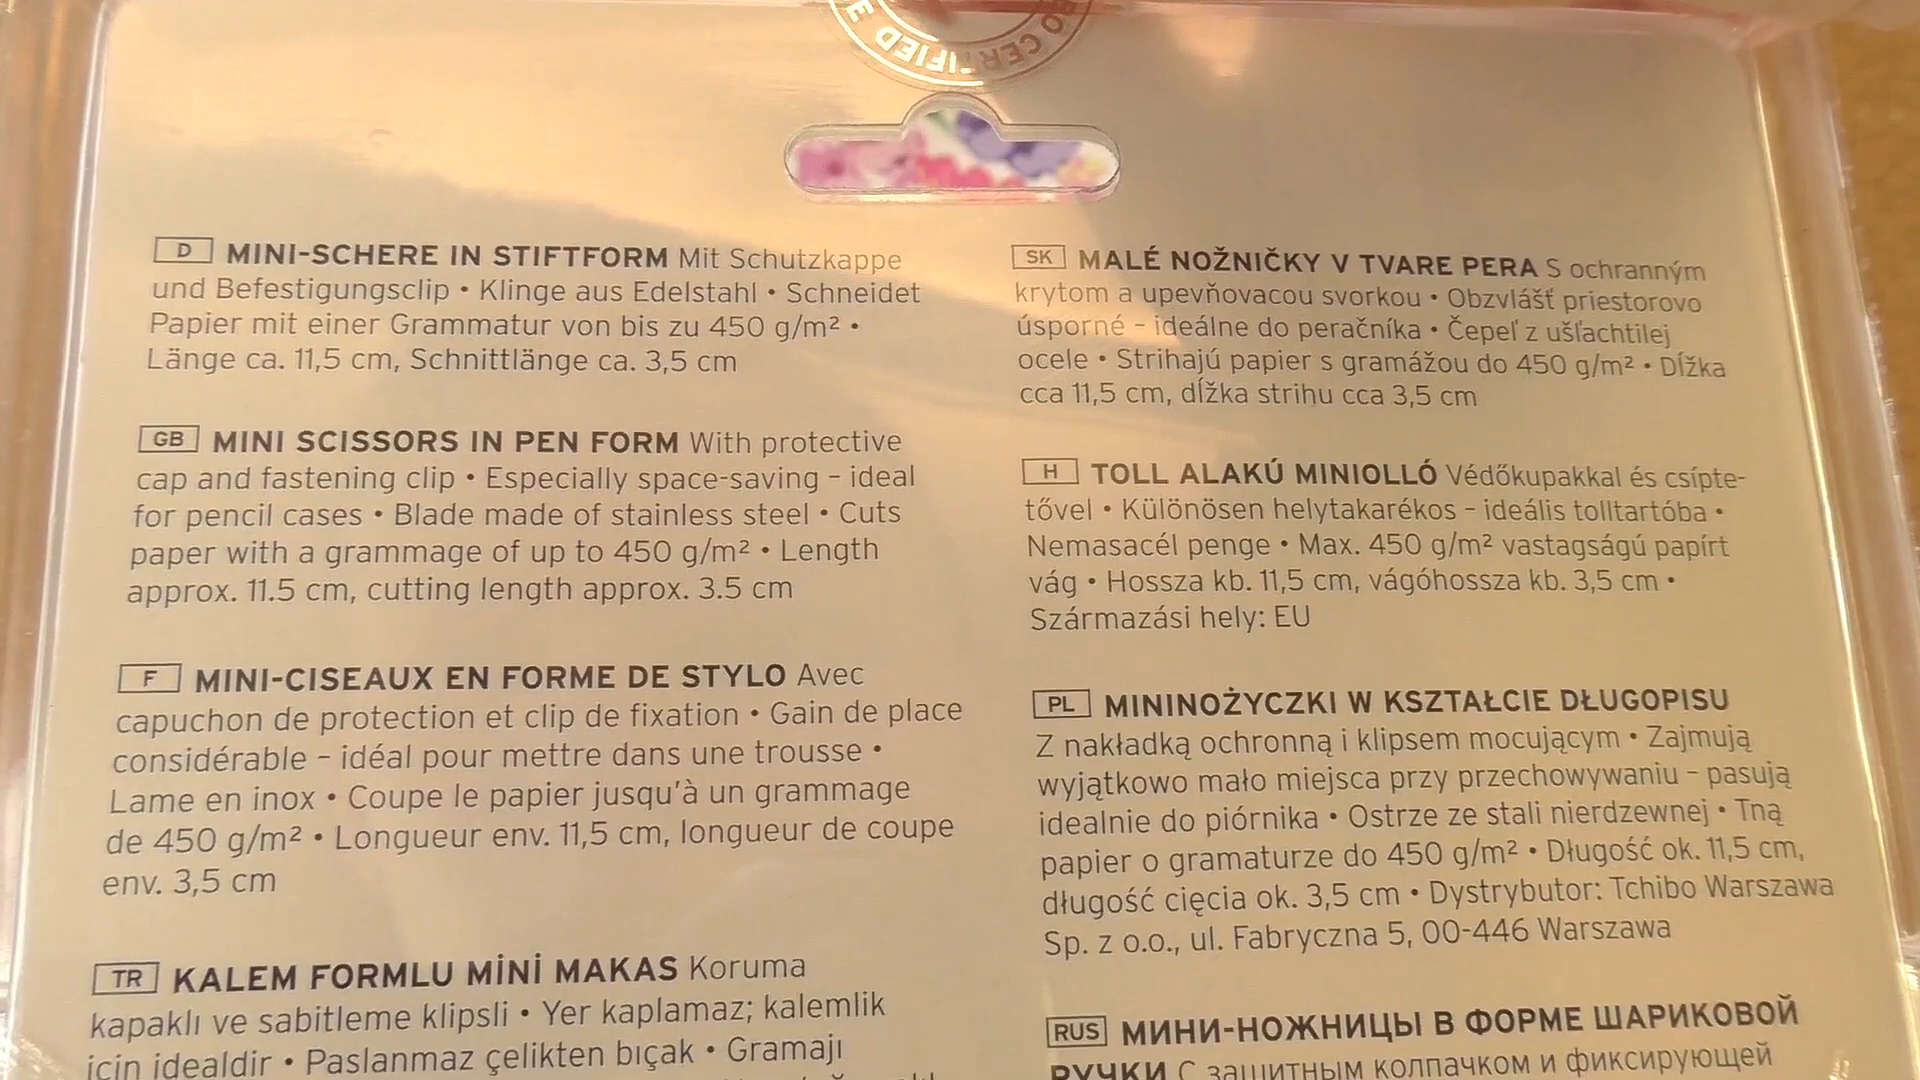 BO CERTIFIED E
D MINI-SCHERE IN STIFTFORM Mit Schutzkappe
und Befestigungsclip • Klinge aus Edelstahl • Schneidet
Papier mit einer Grammatur von bis zu 450 g/m² •
Länge ca. 11,5 cm, Schnittlänge ca. 3,5 cm
GB MINI SCISSORS IN PEN FORM With protective
cap and fastening clip • Especially space-saving – ideal
for pencil cases • Blade made of stainless steel • Cuts
paper with a grammage of up to 450 g/m² • Length
approx. 11.5 cm, cutting length approx. 3.5 cm
F MINI-CISEAUX EN FORME DE STYLO Avec
capuchon de protection et clip de fixation • Gain de place
considérable – idéal pour mettre dans une trousse •
Lame en inox • Coupe le papier jusqu'à un grammage
de 450 g/m² • Longueur env. 11,5 cm, longueur de coupe
env. 3,5 cm
TR KALEM FORMLU MİNİ MAKAS Koruma
kapaklı ve sabitleme klipsli • Yer kaplamaz; kalemlik
için idealdir • Paslanmaz çelikten bıçak • Gramajı
SK MALÉ NOŽNIČKY V TVARE PERA S ochranným
krytom a upevňovacou svorkou • Obzvlášť priestorovo
úsporné – ideálne do peračníka • Čepeľ z ušľachtilej
ocele • Strihajú papier s gramážou do 450 g/m² • Dĺžka
cca 11,5 cm, dĺžka strihu cca 3,5 cm
H TOLL ALAKÚ MINIOLLÓ Védőkupakkal és csípte-
tővel • Különösen helytakarékos – ideális tolltartóba •
Nemasacél penge • Max. 450 g/m² vastagságú papírt
vág • Hossza kb. 11,5 cm, vágóhossza kb. 3,5 cm •
Származási hely: EU
PL MININOŻYCZKI W KSZTAŁCIE DŁUGOPISU
Z nakładką ochronną i klipsem mocującym • Zajmują
wyjątkowo mało miejsca przy przechowywaniu – pasują
idealnie do piórnika • Ostrze ze stali nierdzewnej • Tną
papier o gramaturze do 450 g/m² • Długość ok. 11,5 cm,
długość cięcia ok. 3,5 cm • Dystrybutor: Tchibo Warszawa
Sp. z o.o., ul. Fabryczna 5, 00-446 Warszawa
RUS МИНИ-НОЖНИЦЫ В ФОРМЕ ШАРИКОВОЙ
РУЧКИ С защитным колпачком и фиксирующей